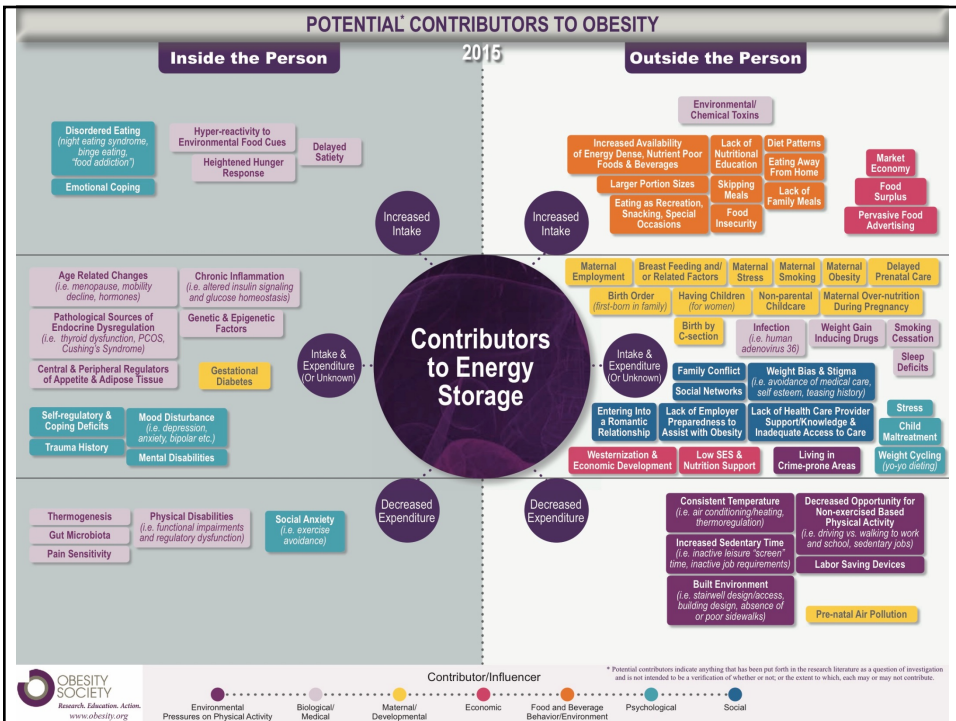 POTENTIAL* CONTRIBUTORS TO OBESITY
2015
Inside the Person
Outside the Person
Disordered Eating
(night eating syndrome,
binge eating,
"food addiction")
Emotional Coping
Hyper-reactivity to
Environmental Food Cues
Heightened Hunger
Response
Delayed
Satiety
Increased
Intake
Increased
Intake
Environmental/
Chemical Toxins
Increased Availability
of Energy Dense, Nutrient Poor
Foods & Beverages
Larger Portion Sizes
Eating as Recreation,
Snacking, Special
Occasions
Lack of
Nutritional
Education
Skipping
Meals
Food
Insecurity
Diet Patterns
Eating Away
From Home
Lack of
Family Meals
Market
Economy
Food
Surplus
Pervasive Food
Advertising
Age Related Changes
(i.e. menopause, mobility
decline, hormones)
Chronic Inflammation
(i.e. altered insulin signaling
and glucose homeostasis)
Pathological Sources of
Endocrine Dysregulation
(i.e. thyroid dysfunction, PCOS,
Cushing's Syndrome)
Genetic & Epigenetic
Factors
Central & Peripheral Regulators
of Appetite & Adipose Tissue
Gestational
Diabetes
Self-regulatory &
Coping Deficits
Trauma History
Mood Disturbance
(i.e. depression,
anxiety, bipolar etc.)
Mental Disabilities
Intake &
Expenditure
(Or Unknown)
Contributors
to Energy
Storage
Intake &
Expenditure
(Or Unknown)
Maternal
Employment
Breast Feeding and/
or Related Factors
Maternal
Stress
Maternal
Smoking
Maternal
Obesity
Delayed
Prenatal Care
Birth Order
(first-born in family)
Having Children
(for women)
Non-parental
Childcare
Maternal Over-nutrition
During Pregnancy
Birth by
C-section
Infection
(i.e. human
adenovirus 36)
Weight Gain
Inducing Drugs
Smoking
Cessation
Sleep
Deficits
Family Conflict
Social Networks
Weight Bias & Stigma
(i.e. avoidance of medical care,
self esteem, teasing history)
Entering Into
a Romantic
Relationship
Lack of Employer
Preparedness to
Assist with Obesity
Lack of Health Care Provider
Support/Knowledge &
Inadequate Access to Care
Stress
Child
Maltreatment
Weight Cycling
(yo-yo dieting)
Westernization &
Economic Development
Low SES &
Nutrition Support
Living in
Crime-prone Areas
Thermogenesis
Gut Microbiota
Pain Sensitivity
Physical Disabilities
(i.e. functional impairments
and regulatory dysfunction)
Social Anxiety
(i.e. exercise
avoidance)
Decreased
Expenditure
Decreased
Expenditure
Consistent Temperature
(i.e. air conditioning/heating,
thermoregulation)
Increased Sedentary Time
(i.e. inactive leisure "screen"
time, inactive job requirements)
Built Environment
(i.e. stairwell design/access,
building design, absence of
or poor sidewalks)
Decreased Opportunity for
Non-exercised Based
Physical Activity
(i.e. driving vs. walking to work
and school, sedentary jobs)
Labor Saving Devices
Pre-natal Air Pollution
OBESITY
SOCIETY
Research. Education. Action.
www.obesity.org
Contributor/Influencer
* Potential contributors indicate anything that has been put forth in the research literature as a question of investigation
and is not intended to be a verification of whether or not; or the extent to which, each may or may not contribute.
Environmental
Pressures on Physical Activity
Biological/
Medical
Maternal/
Developmental
Economic
Food and Beverage
Behavior/Environment
Psychological
Social